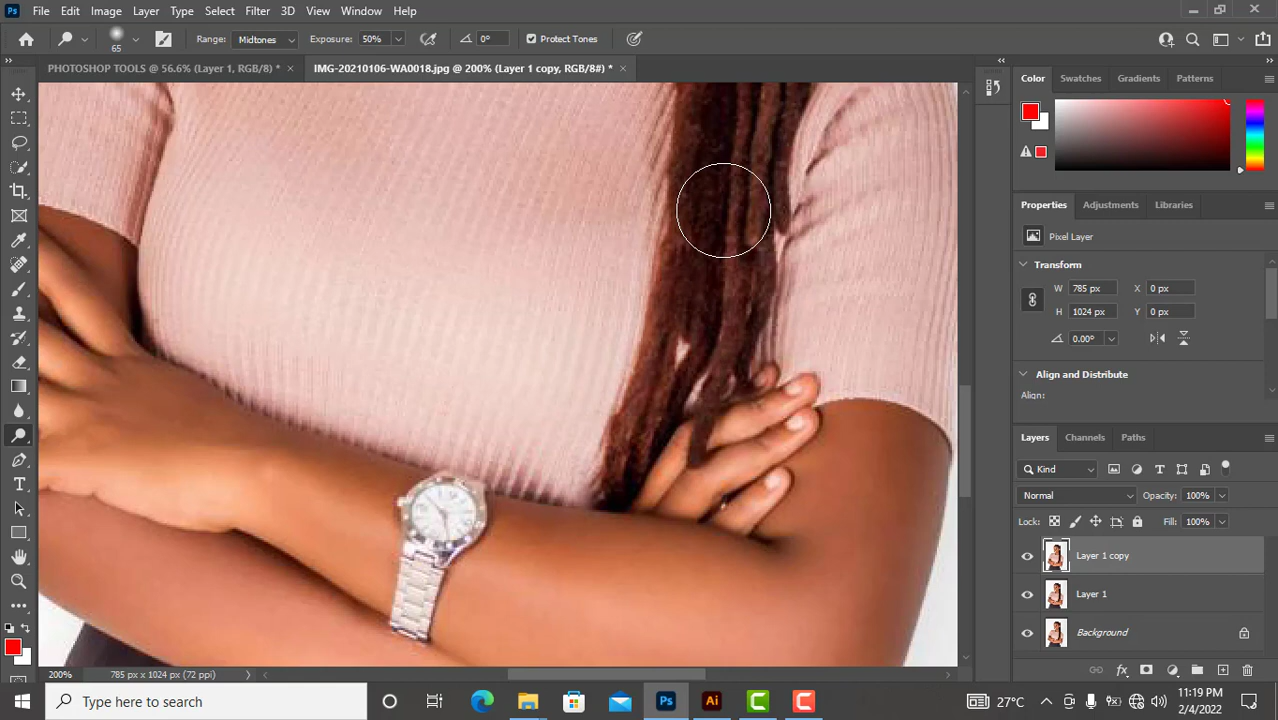 Ps File Edit Image Layer Type Select Filter 3D View Window Help
65 Range: Midtones Exposure: 50% 0° Protect Tones
PHOTOSHOP TOOLS @ 56.6% (Layer 1, RGB/8) * × IMG-20210106-WA0018.jpg @ 200% (Layer 1 copy, RGB/8#) * ×
Color Swatches Gradients Patterns
Properties Adjustments Libraries
Pixel Layer
Transform
W 785 px X 0 px
H 1024 px Y 0 px
0.00°
Align and Distribute
Align:
Layers Channels Paths
Kind
Normal Opacity: 100%
Lock: Fill: 100%
Layer 1 copy
Layer 1
Background
200% 785 px x 1024 px (72 ppi)
Type here to search Ps Ai C C 27°C 11:19 PM
2/4/2022